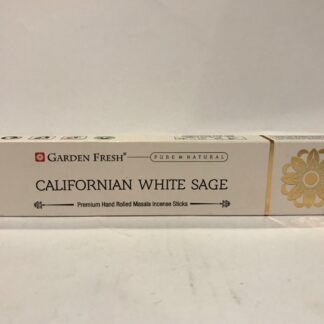 GARDEN FRESH®
PURE NATURAL
CALIFORNIAN WHITE SAGE
Premium Hand Rolled Masala Incense Sticks